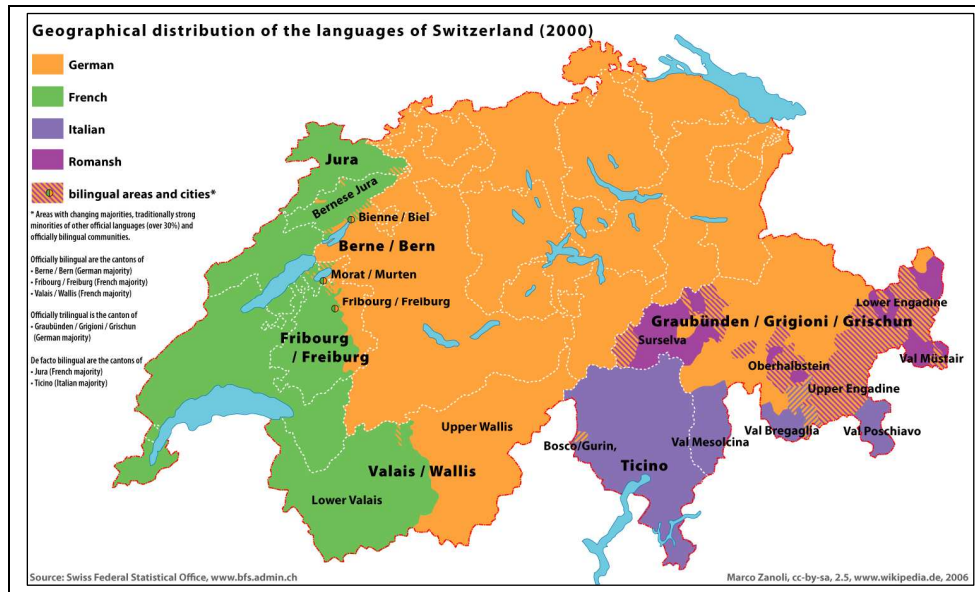 Geographical distribution of the languages of Switzerland (2000)
German
French
Italian
Romansh
bilingual areas and cities*
* Areas with changing majorities, traditionally strong
minorities of other official languages (over 30%) and
officially bilingual communities.
Officially bilingual are the cantons of
• Berne / Bern (German majority)
• Fribourg / Freiburg (French majority)
• Valais / Wallis (French majority)
Officially trilingual is the canton of
• Graubünden / Grigioni / Grischun
(German majority)
De facto bilingual are the cantons of
• Jura (French majority)
• Ticino (Italian majority)
Jura
Bernese Jura
Bienne / Biel
Berne / Bern
Morat / Murten
Fribourg / Freiburg
Fribourg
/ Freiburg
Lower Engadine
Graubünden / Grigioni / Grischun
Surselva
Val Müstair
Oberhalbstein
Upper Engadine
Upper Wallis
Val Bregaglia
Val Poschiavo
Bosco/Gurin,
Val Mesolcina
Ticino
Valais / Wallis
Lower Valais
Source: Swiss Federal Statistical Office, www.bfs.admin.ch
Marco Zanoli, cc-by-sa, 2.5, www.wikipedia.de, 2006